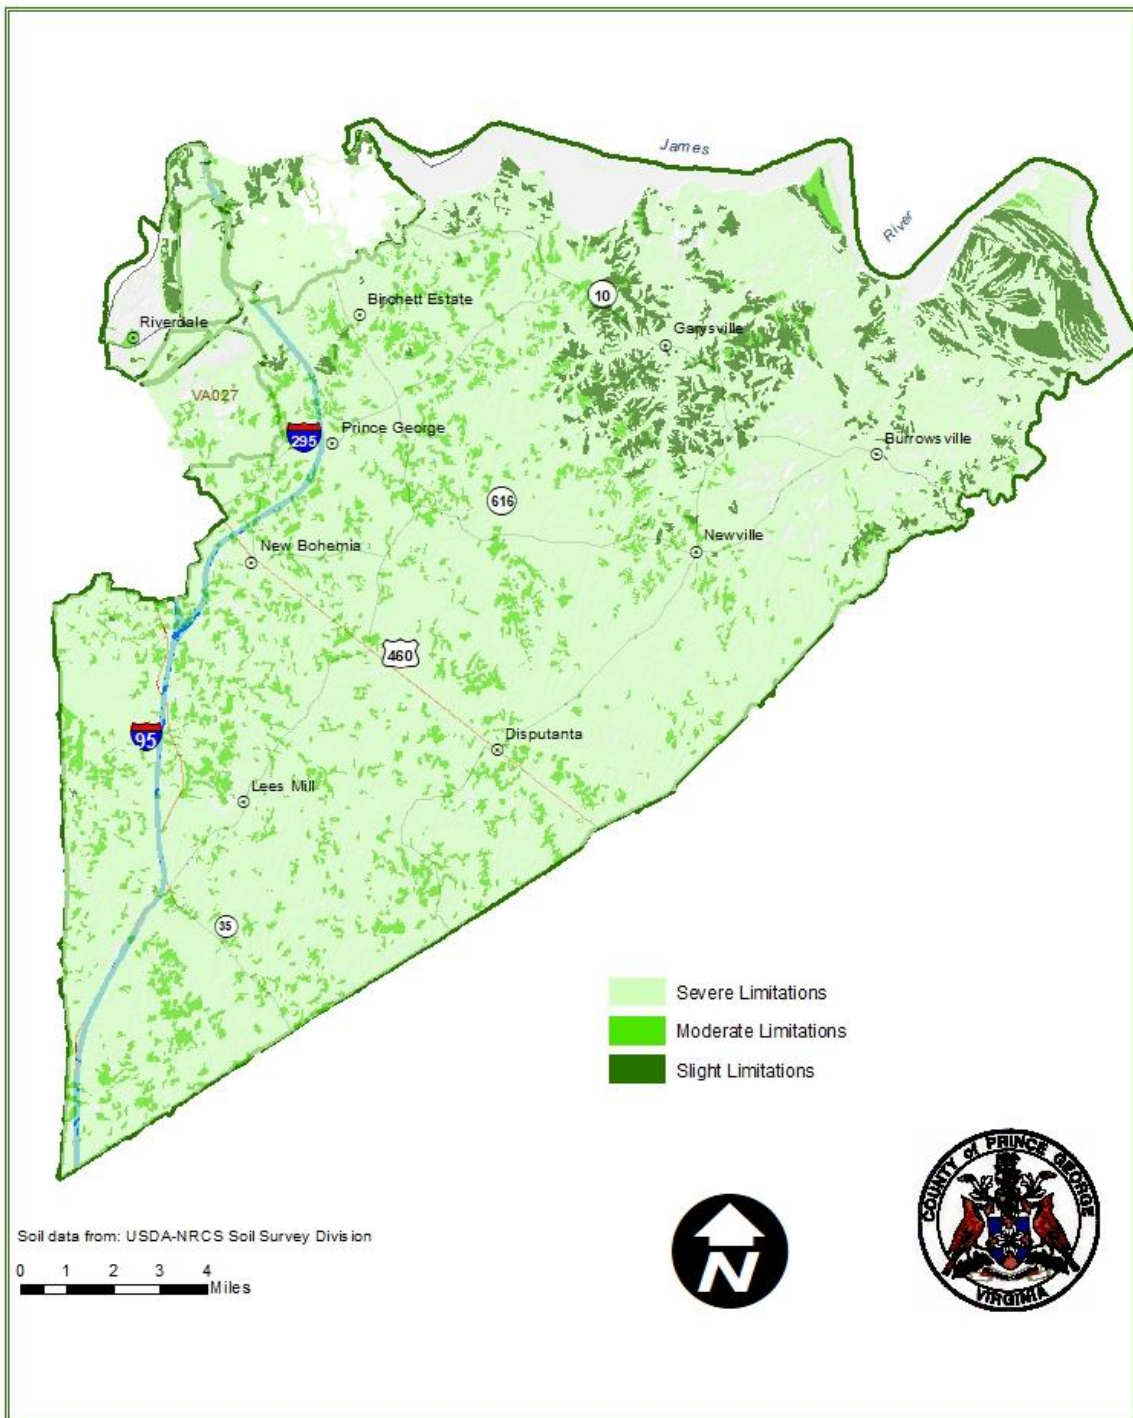 James
River
10
Birchett Estate
Riverdale
Garysville
VA027
295
Prince George
Burrowsville
616
New Bohemia
Newville
460
95
Disputanta
Lees Mill
35
Severe Limitations
Moderate Limitations
Slight Limitations
Soil data from: USDA-NRCS Soil Survey Division
0 1 2 3 4
Miles
N
COUNTY of PRINCE GEORGE
VIRGINIA